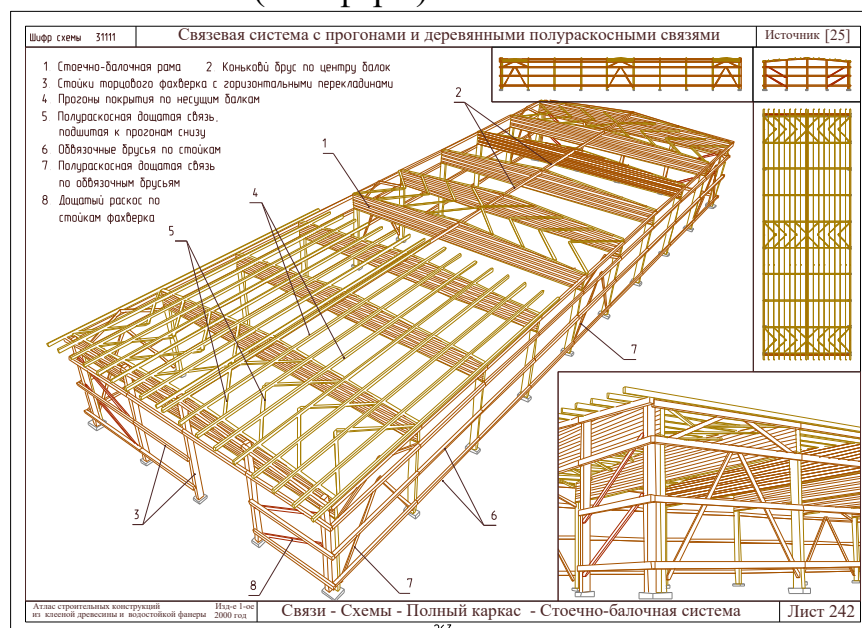 Шифр схемы 31111
Связевая система с прогонами и деревянными полураскосными связями
Источник [25]
1 Стоечно-балочная рама 2 Коньковй брус по центру балок
3 Стойки торцового фахверка с горизонтальными перекладинами
4 Прогоны покрытия по несущим балкам
5 Полураскосная дощатая связь,
подшитая к прогонам снизу
6 Обвязочные брусья по стойкам
7 Полураскосная дощатая связь
по обвязочным брусьям
8 Дощатый раскос по
стойкам фахверка
2
1
4
5
7
3
6
8
7
Атлас строительных конструкций
из клееной древесины и водостойкой фанеры
Изд-е 1-ое
2000 год
Связи - Схемы - Полный каркас - Стоечно-балочная система
Лист 242